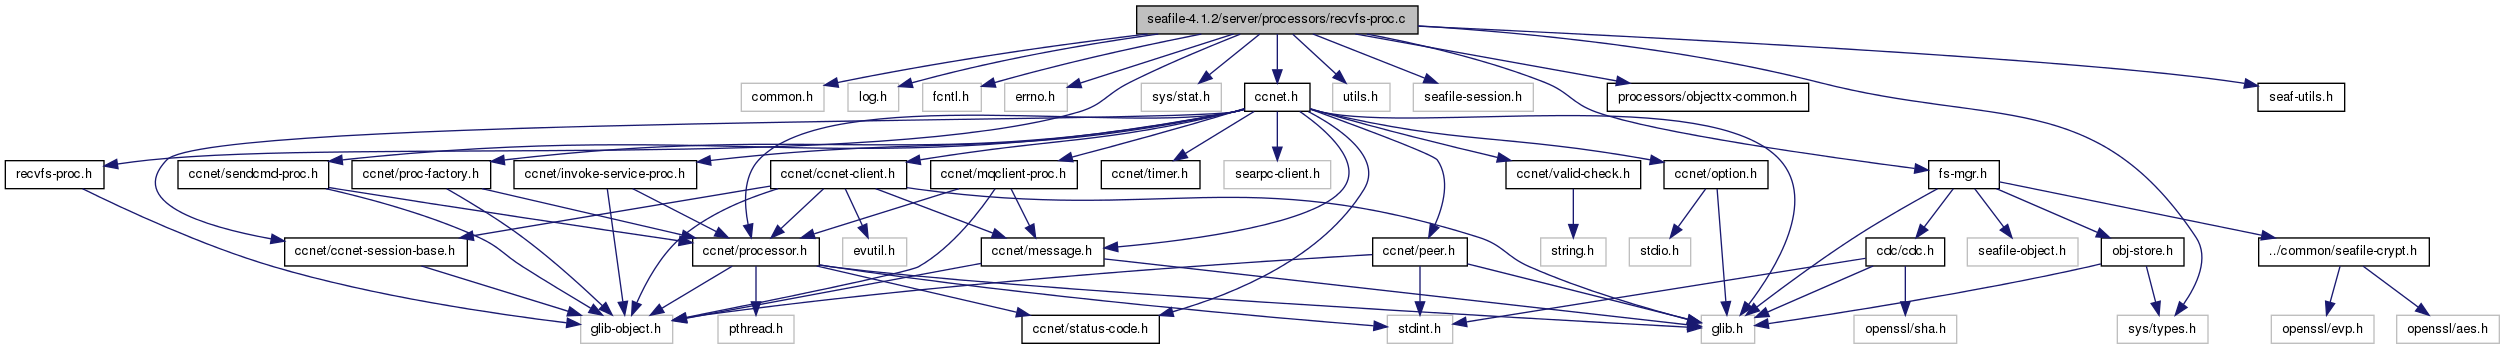 seafile-4.1.2/server/processors/recvfs-proc.c
common.h
log.h
fcntl.h
errno.h
sys/stat.h
ccnet.h
utils.h
seafile-session.h
processors/objecttx-common.h
seaf-utils.h
recvfs-proc.h
ccnet/sendcmd-proc.h
ccnet/proc-factory.h
ccnet/invoke-service-proc.h
ccnet/ccnet-client.h
ccnet/mqclient-proc.h
ccnet/timer.h
searpc-client.h
ccnet/valid-check.h
ccnet/option.h
fs-mgr.h
ccnet/ccnet-session-base.h
ccnet/processor.h
evutil.h
ccnet/message.h
ccnet/peer.h
string.h
stdio.h
cdc/cdc.h
seafile-object.h
obj-store.h
../common/seafile-crypt.h
glib-object.h
pthread.h
ccnet/status-code.h
stdint.h
glib.h
openssl/sha.h
sys/types.h
openssl/evp.h
openssl/aes.h